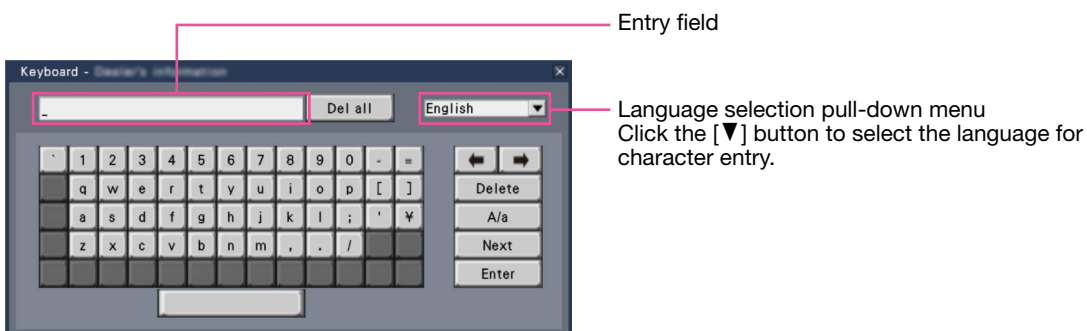 Entry field
Keyboard -
_
Del all
English ▼
Language selection pull-down menu
Click the [▼] button to select the language for
character entry.
` 1 2 3 4 5 6 7 8 9 0 - =
q w e r t y u i o p [ ]
Delete
a s d f g h j k l ; ' ¥
A/a
z x c v b n m , . /
Next
Enter